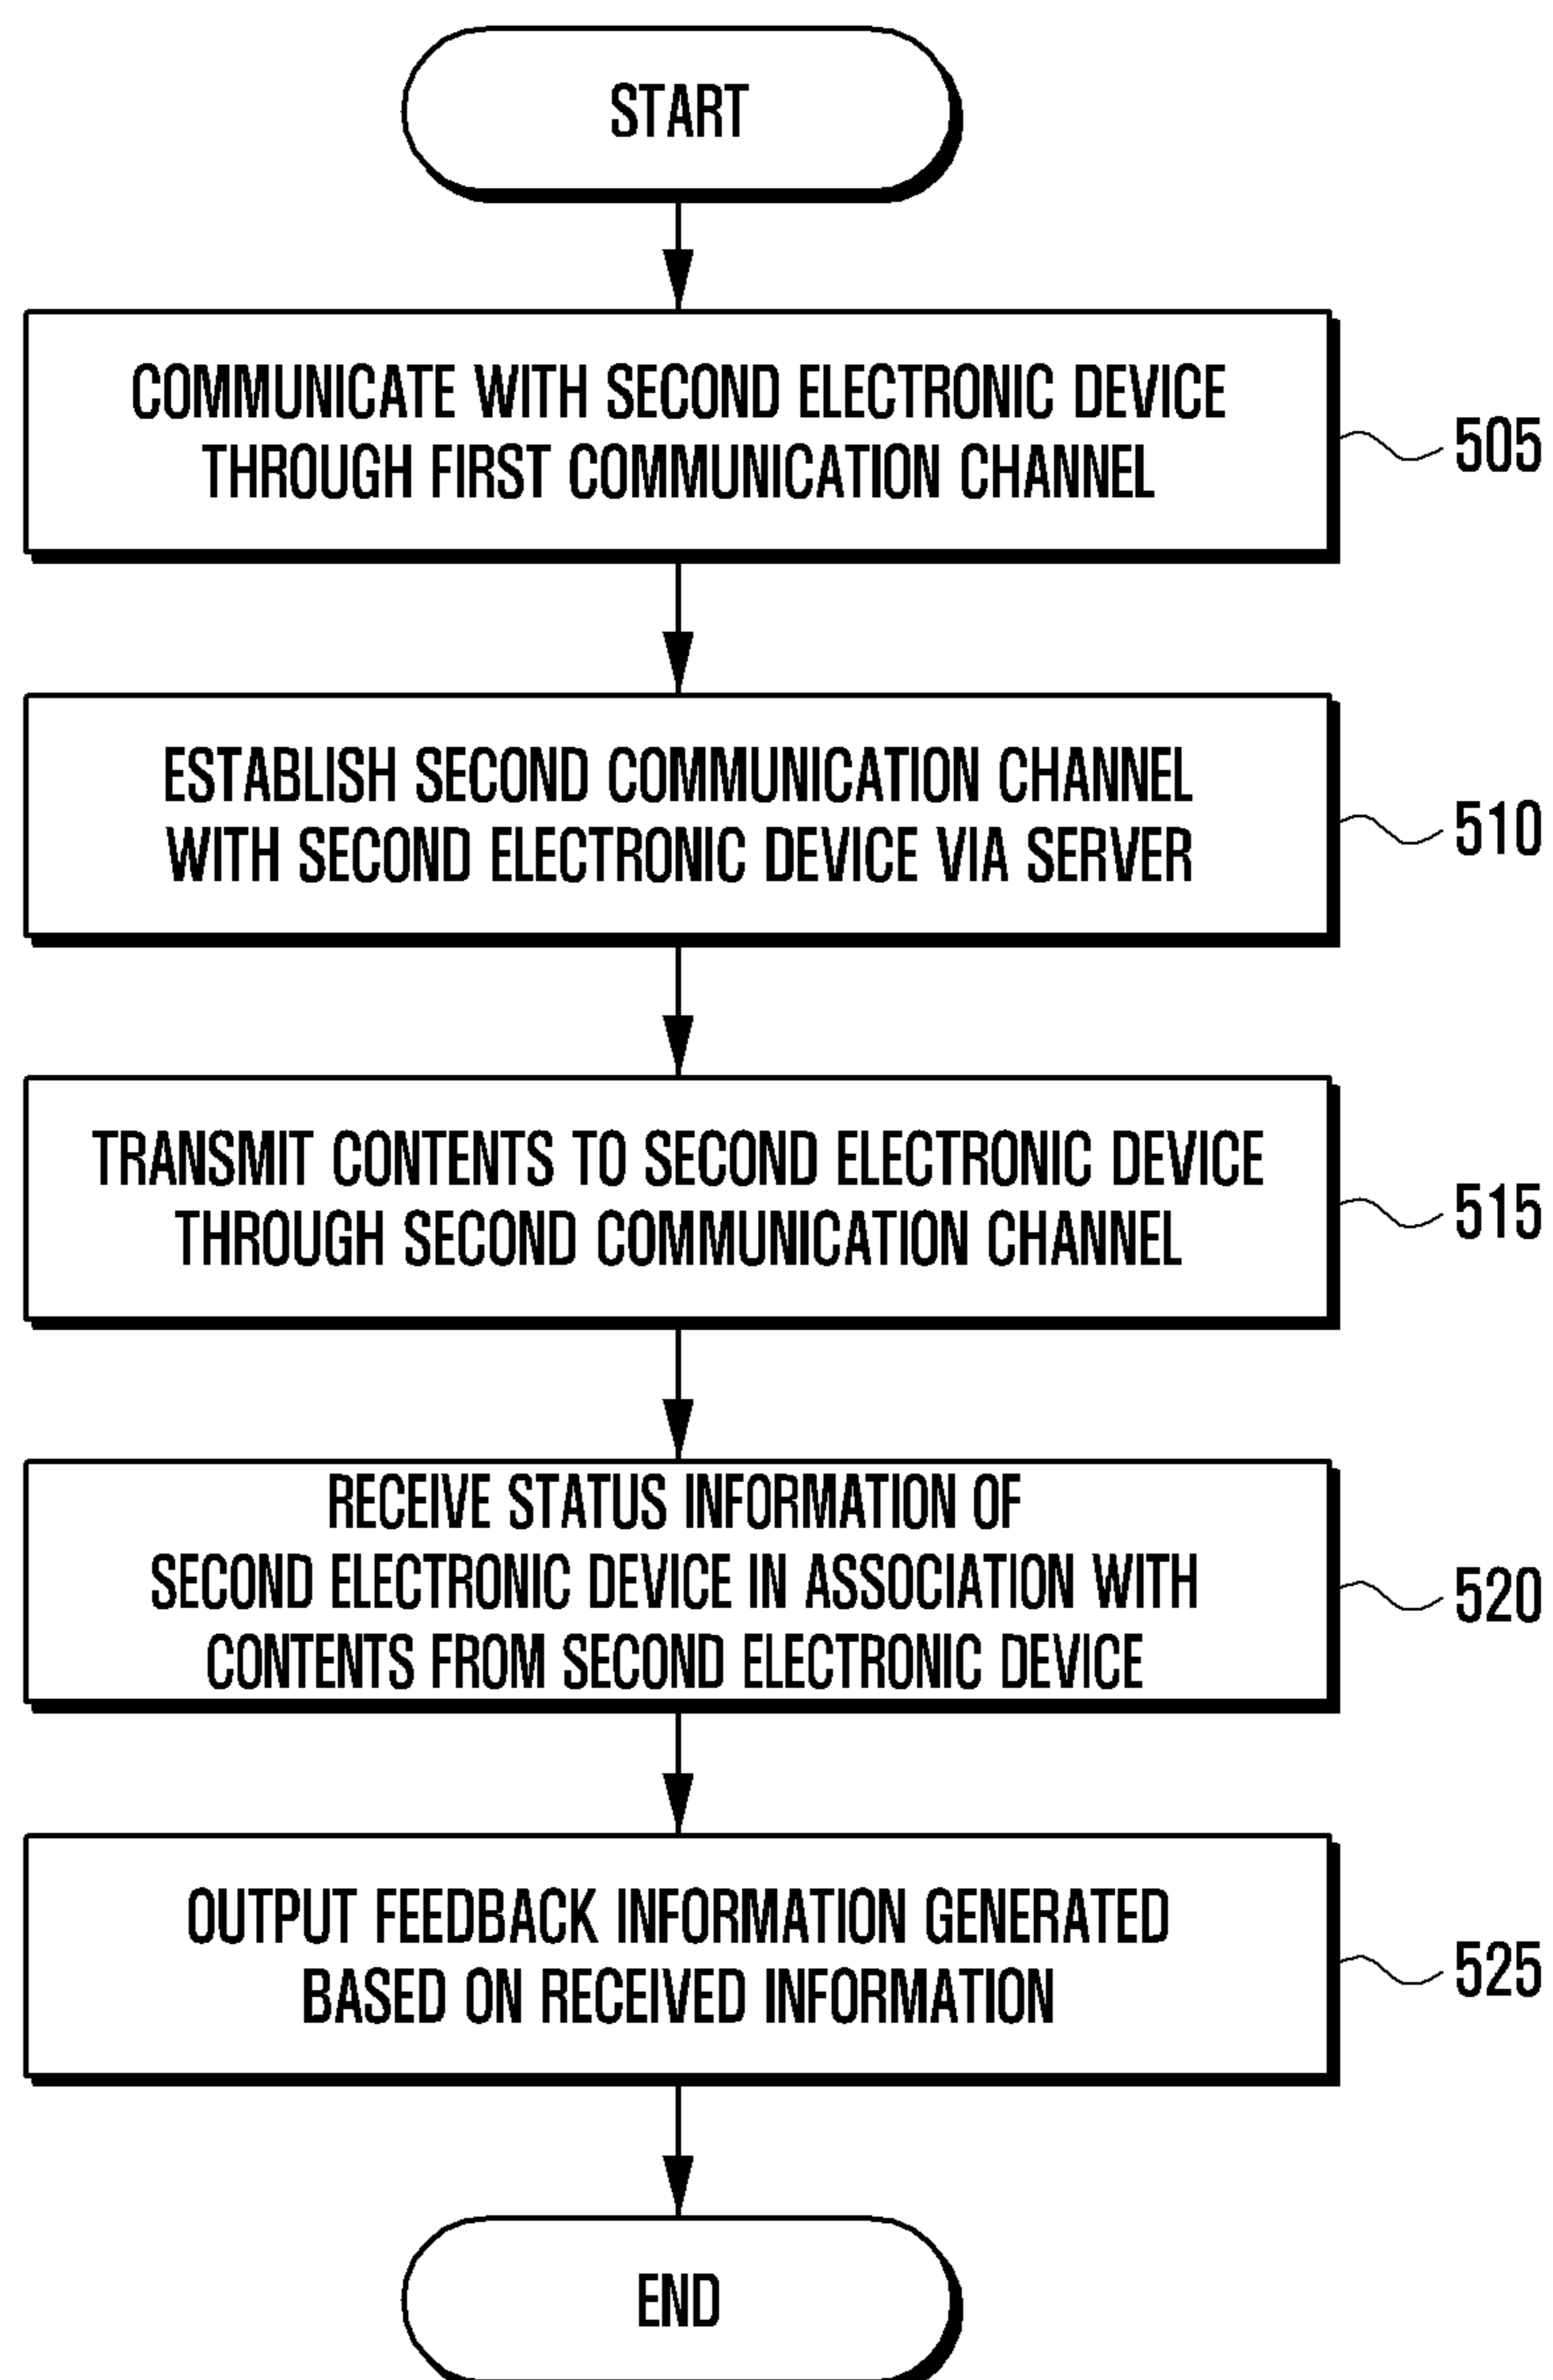 START
COMMUNICATE WITH SECOND ELECTRONIC DEVICE
THROUGH FIRST COMMUNICATION CHANNEL
505
ESTABLISH SECOND COMMUNICATION CHANNEL
WITH SECOND ELECTRONIC DEVICE VIA SERVER
510
TRANSMIT CONTENTS TO SECOND ELECTRONIC DEVICE
THROUGH SECOND COMMUNICATION CHANNEL
515
RECEIVE STATUS INFORMATION OF
SECOND ELECTRONIC DEVICE IN ASSOCIATION WITH
CONTENTS FROM SECOND ELECTRONIC DEVICE
520
OUTPUT FEEDBACK INFORMATION GENERATED
BASED ON RECEIVED INFORMATION
525
END